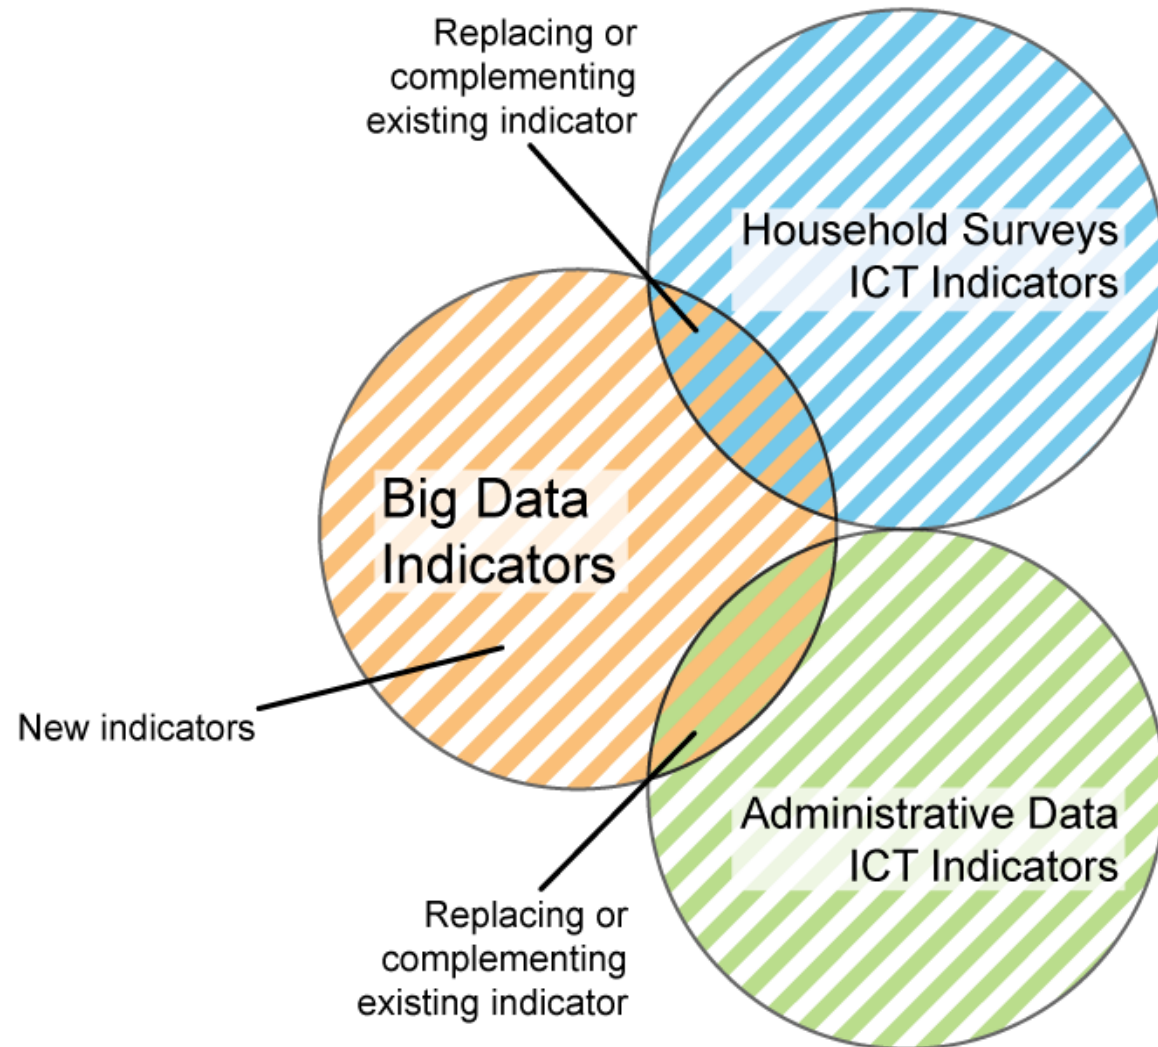 Replacing or
complementing
existing indicator
Household Surveys
ICT Indicators
Big Data
Indicators
New indicators
Administrative Data
ICT Indicators
Replacing or
complementing
existing indicator